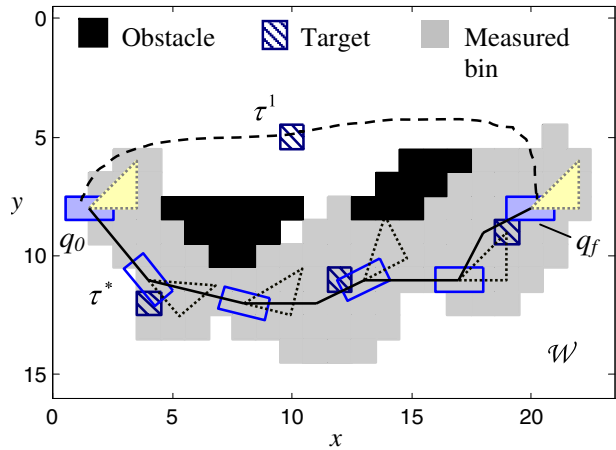 0
Obstacle
Target
Measured
bin
τ¹
5
y
q₀
q_f
10
τ*
15
𝒲
0
5
10
15
20
x